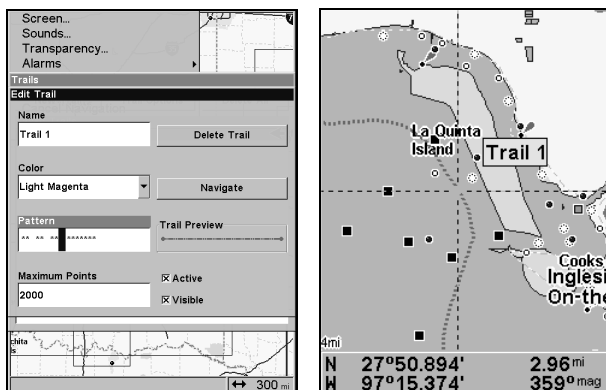 Screen...
Sounds...
Transparency...
Alarms
Trails
Edit Trail
Name
Trail 1
Delete Trail
Color
Light Magenta
Navigate
Pattern
** ** ** *******
Trail Preview
Maximum Points
2000
Active
Visible
chita
is
300 mi
La Quinta
Island
Trail 1
Cooks
Inglesi
On-the
4mi
N 27°50.894' 2.96 mi
W 97°15.374' 359° mag